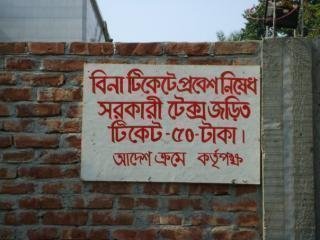 বিনা টিকেটে প্রবেশ নিষেধ
সরকারী টেক্স জড়িত
টিকেট -৫০- টাকা।
আদেশ ক্রমে কর্তৃপক্ষ